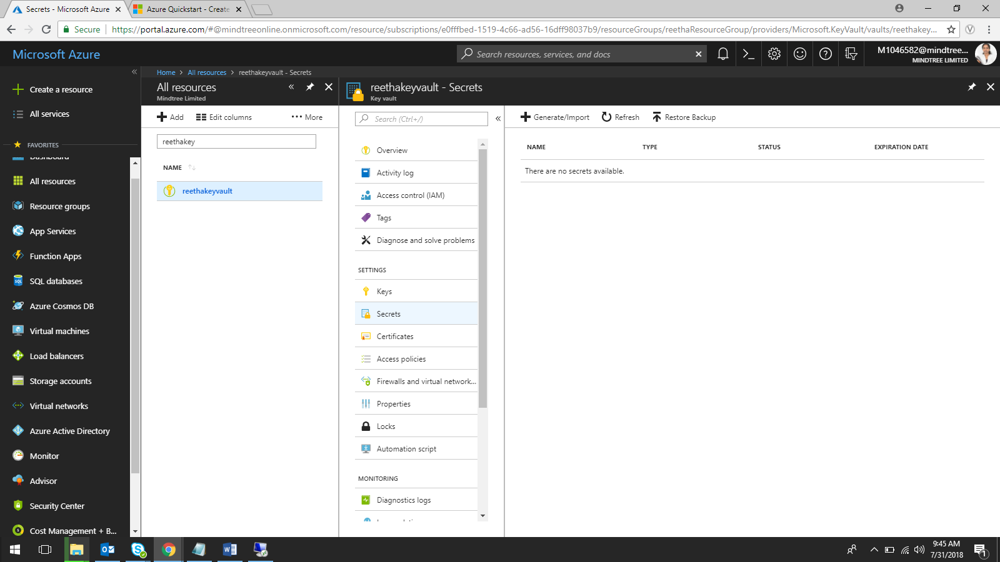 Secrets - Microsoft Azure
Azure Quickstart - Create
Secure
https://portal.azure.com/#@mindtreeonline.onmicrosoft.com/resource/subscriptions/e0fffbed-1519-4c66-ad56-16dff98037b9/resourceGroups/reethaResourceGroup/providers/Microsoft.KeyVault/vaults/reethakey...
Microsoft Azure
Search resources, services, and docs
M1046582@mindtree...
MINDTREE LIMITED
Home > All resources > reethakeyvault - Secrets
Create a resource
All services
FAVORITES
Dashboard
All resources
Resource groups
App Services
Function Apps
SQL databases
Azure Cosmos DB
Virtual machines
Load balancers
Storage accounts
Virtual networks
Azure Active Directory
Monitor
Advisor
Security Center
Cost Management + B...
All resources
Mindtree Limited
Add
Edit columns
More
reethakey
NAME
reethakeyvault
reethakeyvault - Secrets
Key vault
Search (Ctrl+/)
Overview
Activity log
Access control (IAM)
Tags
Diagnose and solve problems
SETTINGS
Keys
Secrets
Certificates
Access policies
Firewalls and virtual network...
Properties
Locks
Automation script
MONITORING
Diagnostics logs
Generate/Import
Refresh
Restore Backup
NAME TYPE STATUS EXPIRATION DATE
There are no secrets available.
9:45 AM
7/31/2018
1